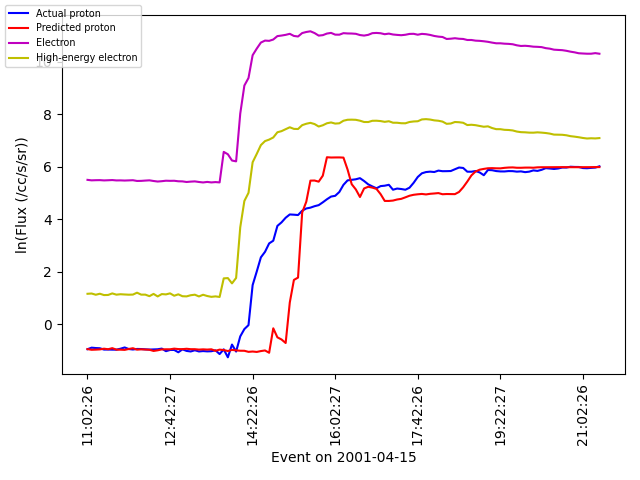 Actual proton
Predicted proton
Electron
High-energy electron
ln(Flux (/cc/s/sr))
10
8
6
4
2
0
11:02:26
12:42:27
14:22:26
16:02:27
17:42:26
19:22:27
21:02:26
Event on 2001-04-15